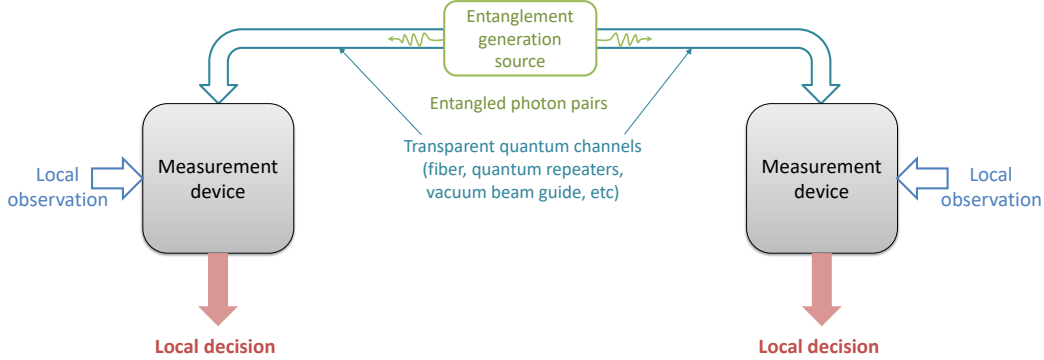 Entanglement
generation
source
Entangled photon pairs
Transparent quantum channels
(fiber, quantum repeaters,
vacuum beam guide, etc)
Local
observation
Measurement
device
Measurement
device
Local
observation
Local decision
Local decision